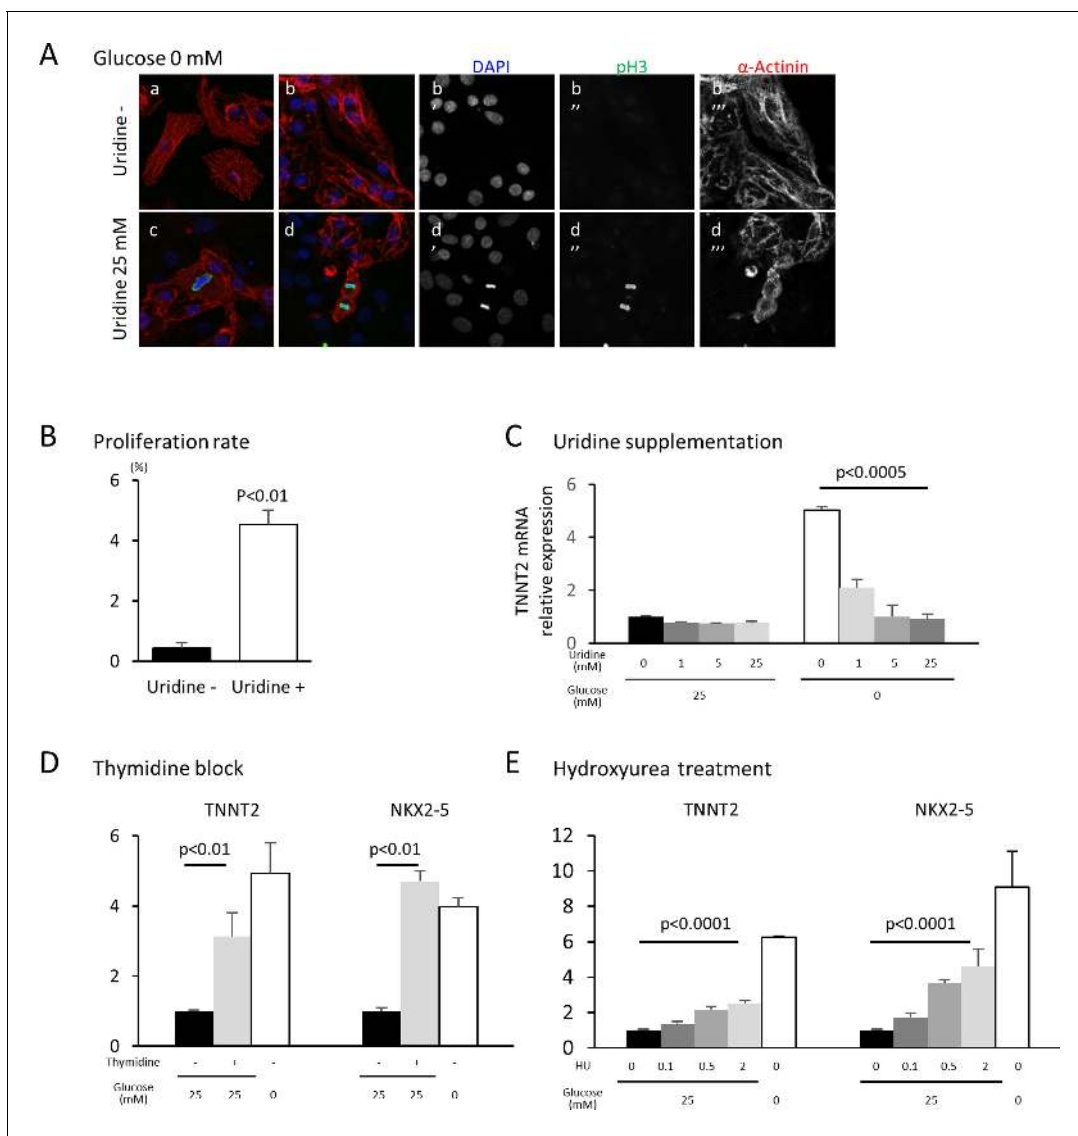 A Glucose 0 mM
DAPI pH3 α-Actinin
Uridine -
a b b , b ,, b ,,,
Uridine 25 mM
c d d , d ,, d ,,,
B Proliferation rate
(%)
6
4
2
0
P<0.01
Uridine - Uridine +
C Uridine supplementation
TNNT2 mRNA
relative expression
6
4
2
0
p<0.0005
Uridine
(mM) 0 1 5 25 0 1 5 25
Glucose
(mM) 25 0
D Thymidine block
TNNT2 NKX2-5
6
4
2
0
p<0.01 p<0.01
Thymidine - + - - + -
Glucose
(mM) 25 25 0 25 25 0
E Hydroxyurea treatment
TNNT2 NKX2-5
12
10
8
6
4
2
0
p<0.0001 p<0.0001
HU 0 0.1 0.5 2 0 0 0.1 0.5 2 0
Glucose
(mM) 25 0 25 0